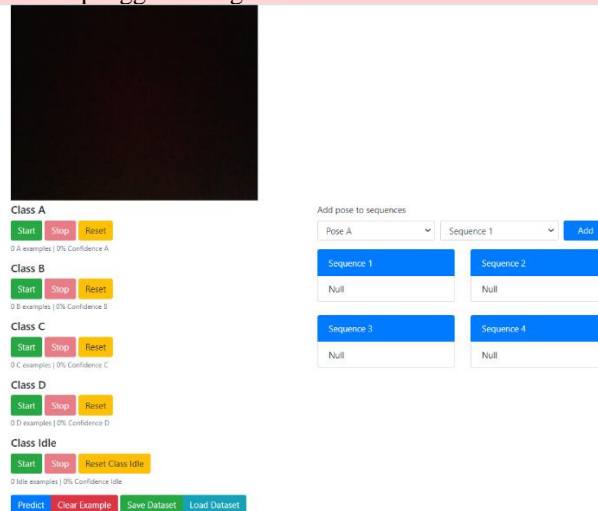 Class A
Start Stop Reset
0 A examples | 0% Confidence A
Class B
Start Stop Reset
0 B examples | 0% Confidence B
Class C
Start Stop Reset
0 C examples | 0% Confidence C
Class D
Start Stop Reset
0 D examples | 0% Confidence D
Class Idle
Start Stop Reset Class Idle
0 Idle examples | 0% Confidence Idle
Predict Clear Example Save Dataset Load Dataset
Add pose to sequences
Pose A Sequence 1 Add
Sequence 1 Sequence 2
Null Null
Sequence 3 Sequence 4
Null Null